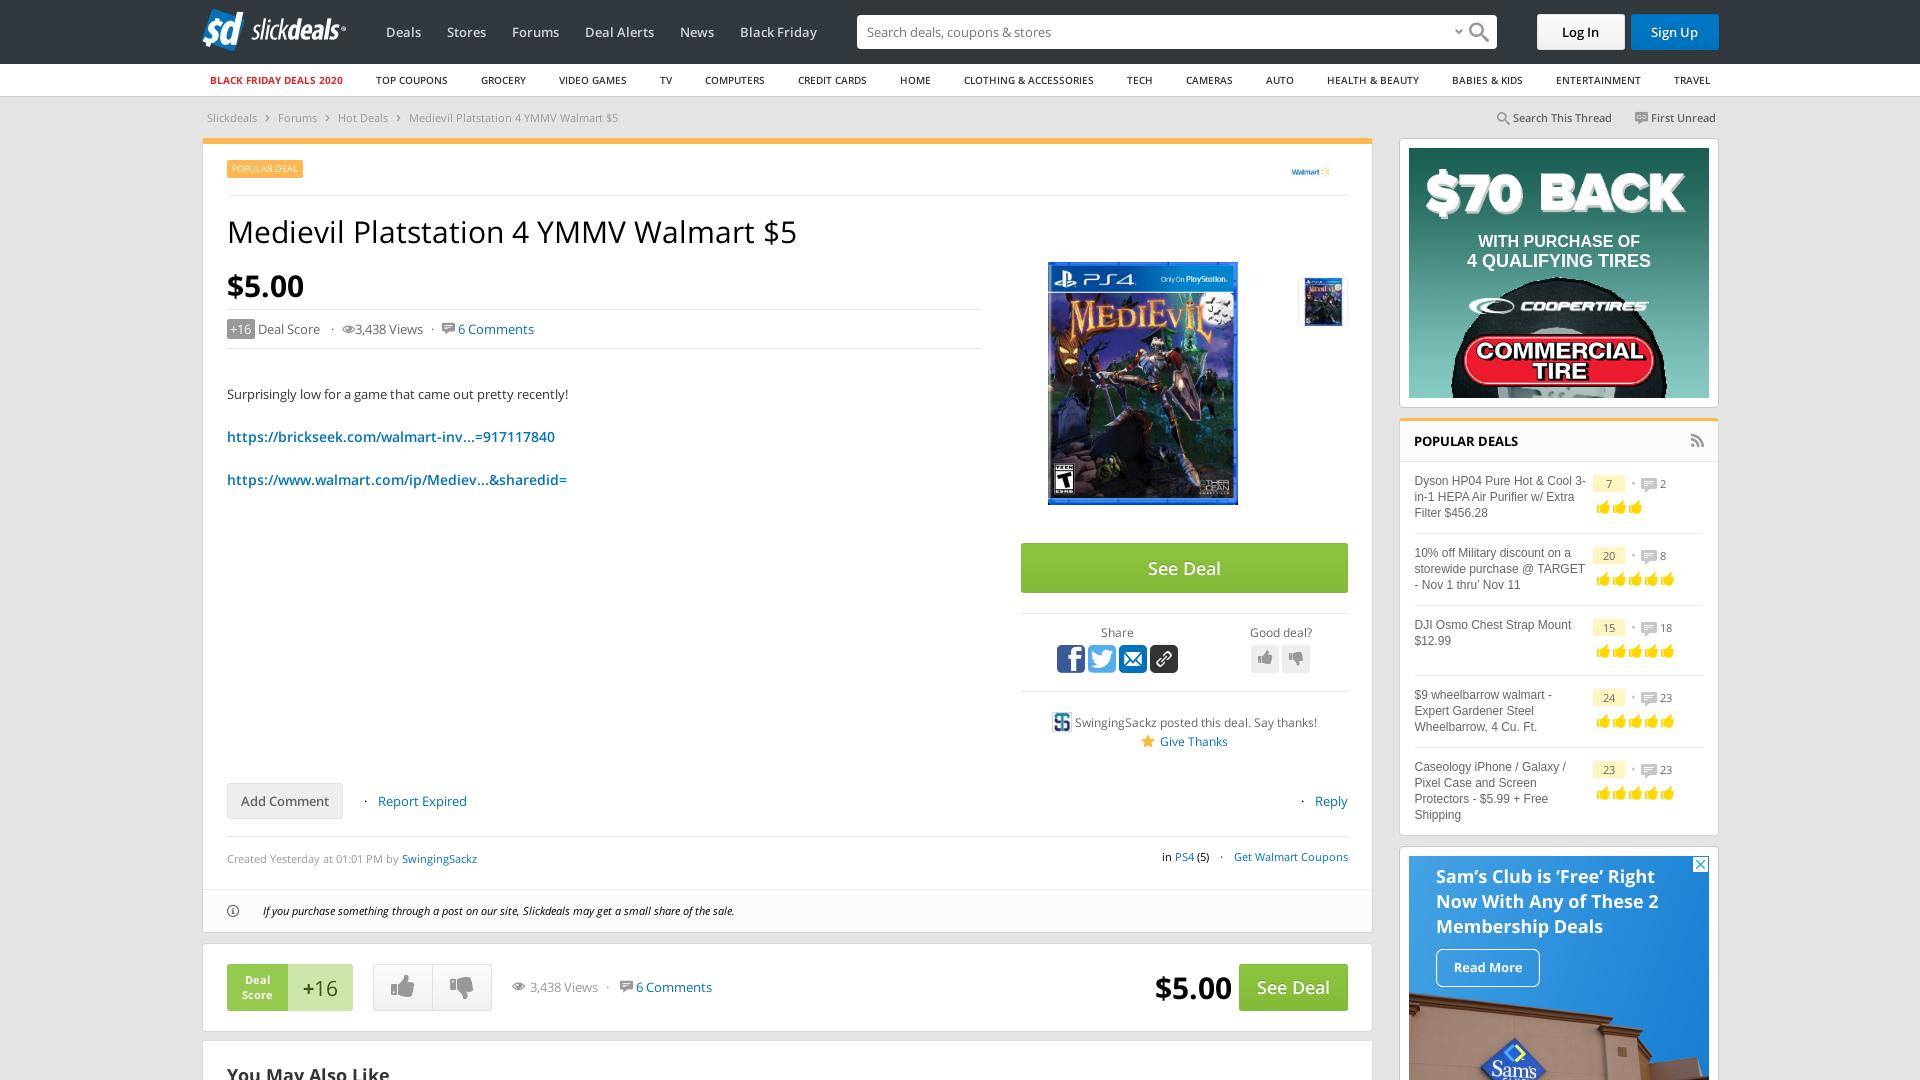 slickdeals
Deals
Stores
Forums
Deal Alerts
News
Black Friday
Search deals, coupons & stores
Log In
Sign Up
BLACK FRIDAY DEALS 2020
TOP COUPONS
GROCERY
VIDEO GAMES
TV
COMPUTERS
CREDIT CARDS
HOME
CLOTHING & ACCESSORIES
TECH
CAMERAS
AUTO
HEALTH & BEAUTY
BABIES & KIDS
ENTERTAINMENT
TRAVEL
Slickdeals > Forums > Hot Deals > Medievil Platstation 4 YMMV Walmart $5
Search This Thread
First Unread
POPULAR DEAL
Walmart
Medievil Platstation 4 YMMV Walmart $5
$5.00
+16 Deal Score · 3,438 Views · 6 Comments
Surprisingly low for a game that came out pretty recently!
https://brickseek.com/walmart-inv...=917117840
https://www.walmart.com/ip/Mediev...&sharedid=
PS4
Only On PlayStation.
MEDIEVIL
TEEN
T
ESRB
OTHER
OCEAN
See Deal
Share
Good deal?
SwingingSackz posted this deal. Say thanks!
Give Thanks
Add Comment
· Report Expired
· Reply
Created Yesterday at 01:01 PM by SwingingSackz
in PS4 (5) · Get Walmart Coupons
If you purchase something through a post on our site, Slickdeals may get a small share of the sale.
Deal
Score
+16
3,438 Views · 6 Comments
$5.00
See Deal
You May Also Like
$70 BACK
WITH PURCHASE OF
4 QUALIFYING TIRES
COOPERTIRES
COMMERCIAL
TIRE
POPULAR DEALS
Dyson HP04 Pure Hot & Cool 3-
in-1 HEPA Air Purifier w/ Extra
Filter $456.28
7 • 2
10% off Military discount on a
storewide purchase @ TARGET
- Nov 1 thru' Nov 11
20 • 8
DJI Osmo Chest Strap Mount
$12.99
15 • 18
$9 wheelbarrow walmart -
Expert Gardener Steel
Wheelbarrow, 4 Cu. Ft.
24 • 23
Caseology iPhone / Galaxy /
Pixel Case and Screen
Protectors - $5.99 + Free
Shipping
23 • 23
Sam's Club is 'Free' Right
Now With Any of These 2
Membership Deals
Read More
Sam's